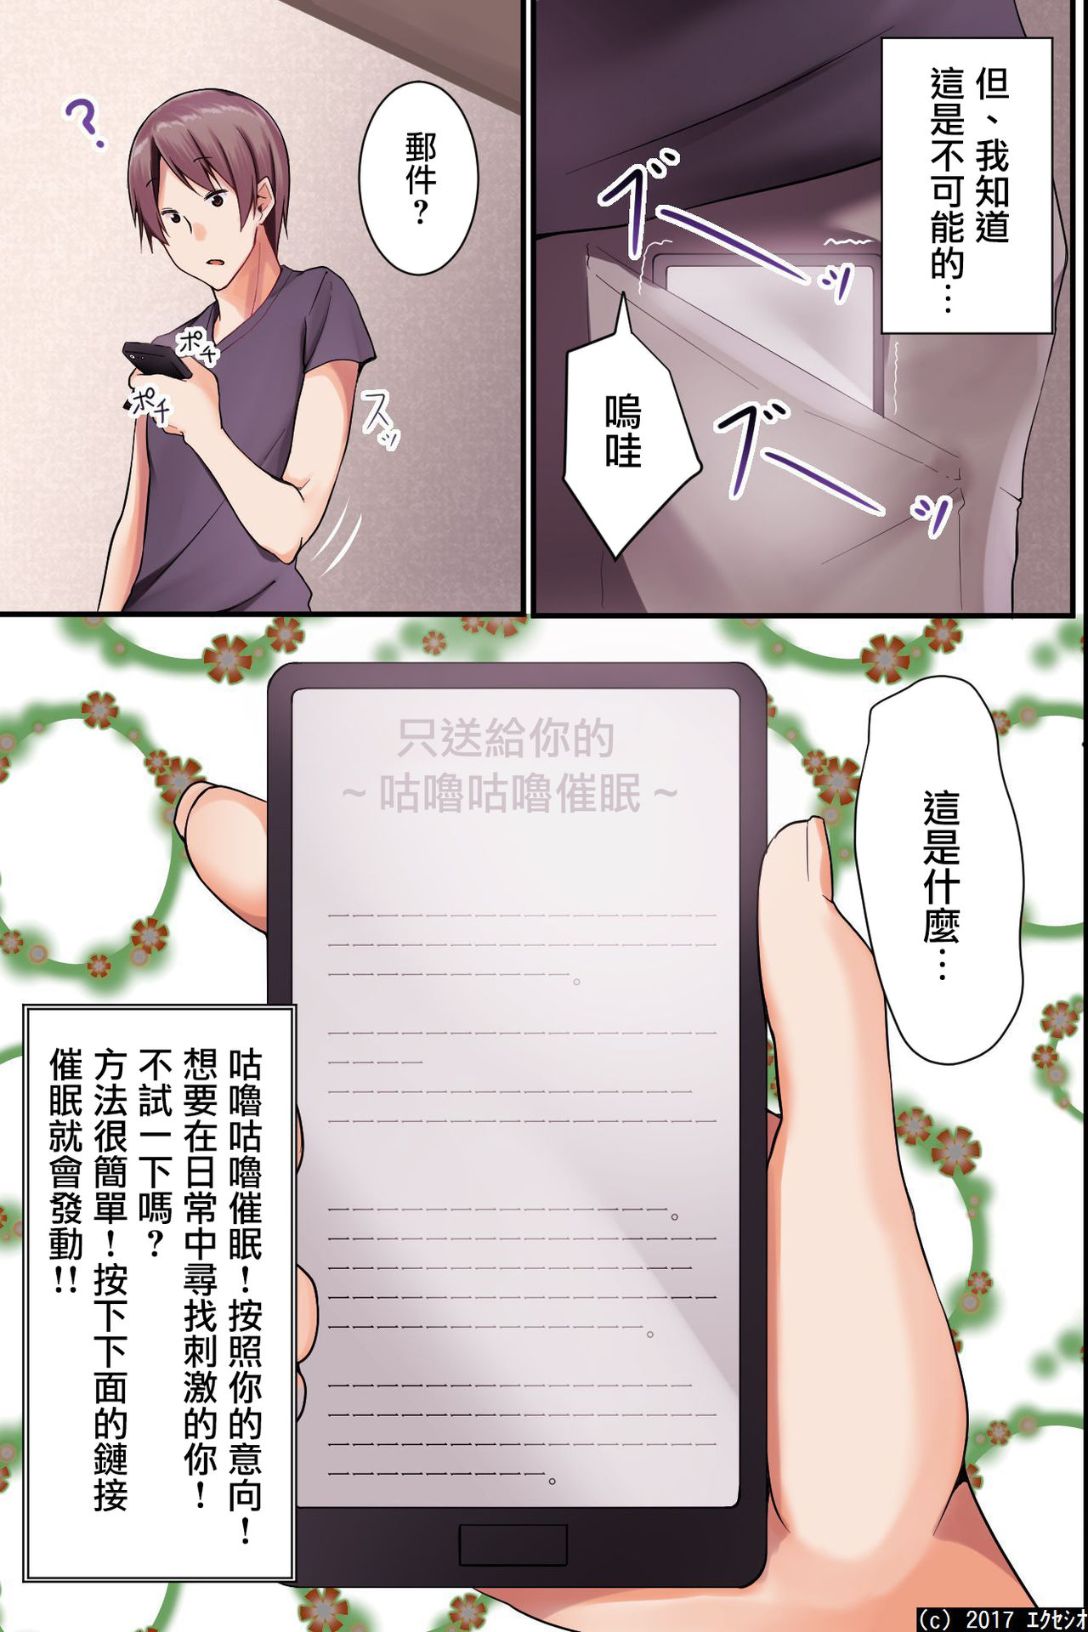 但、我知道
這是不可能的…
ブーッ
嗚哇
ブーッ
郵件？
?
ポチ
ポチ
スッ
這是什麼…
只送給你的
～咕嚕咕嚕催眠～
咕嚕咕嚕催眠！按照你的意向！
想要在日常中尋找刺激的你！
不試一下嗎？
方法很簡單！按下下面的鏈接
催眠就會發動!!
(c) 2017 ｴｸｾｼｵ